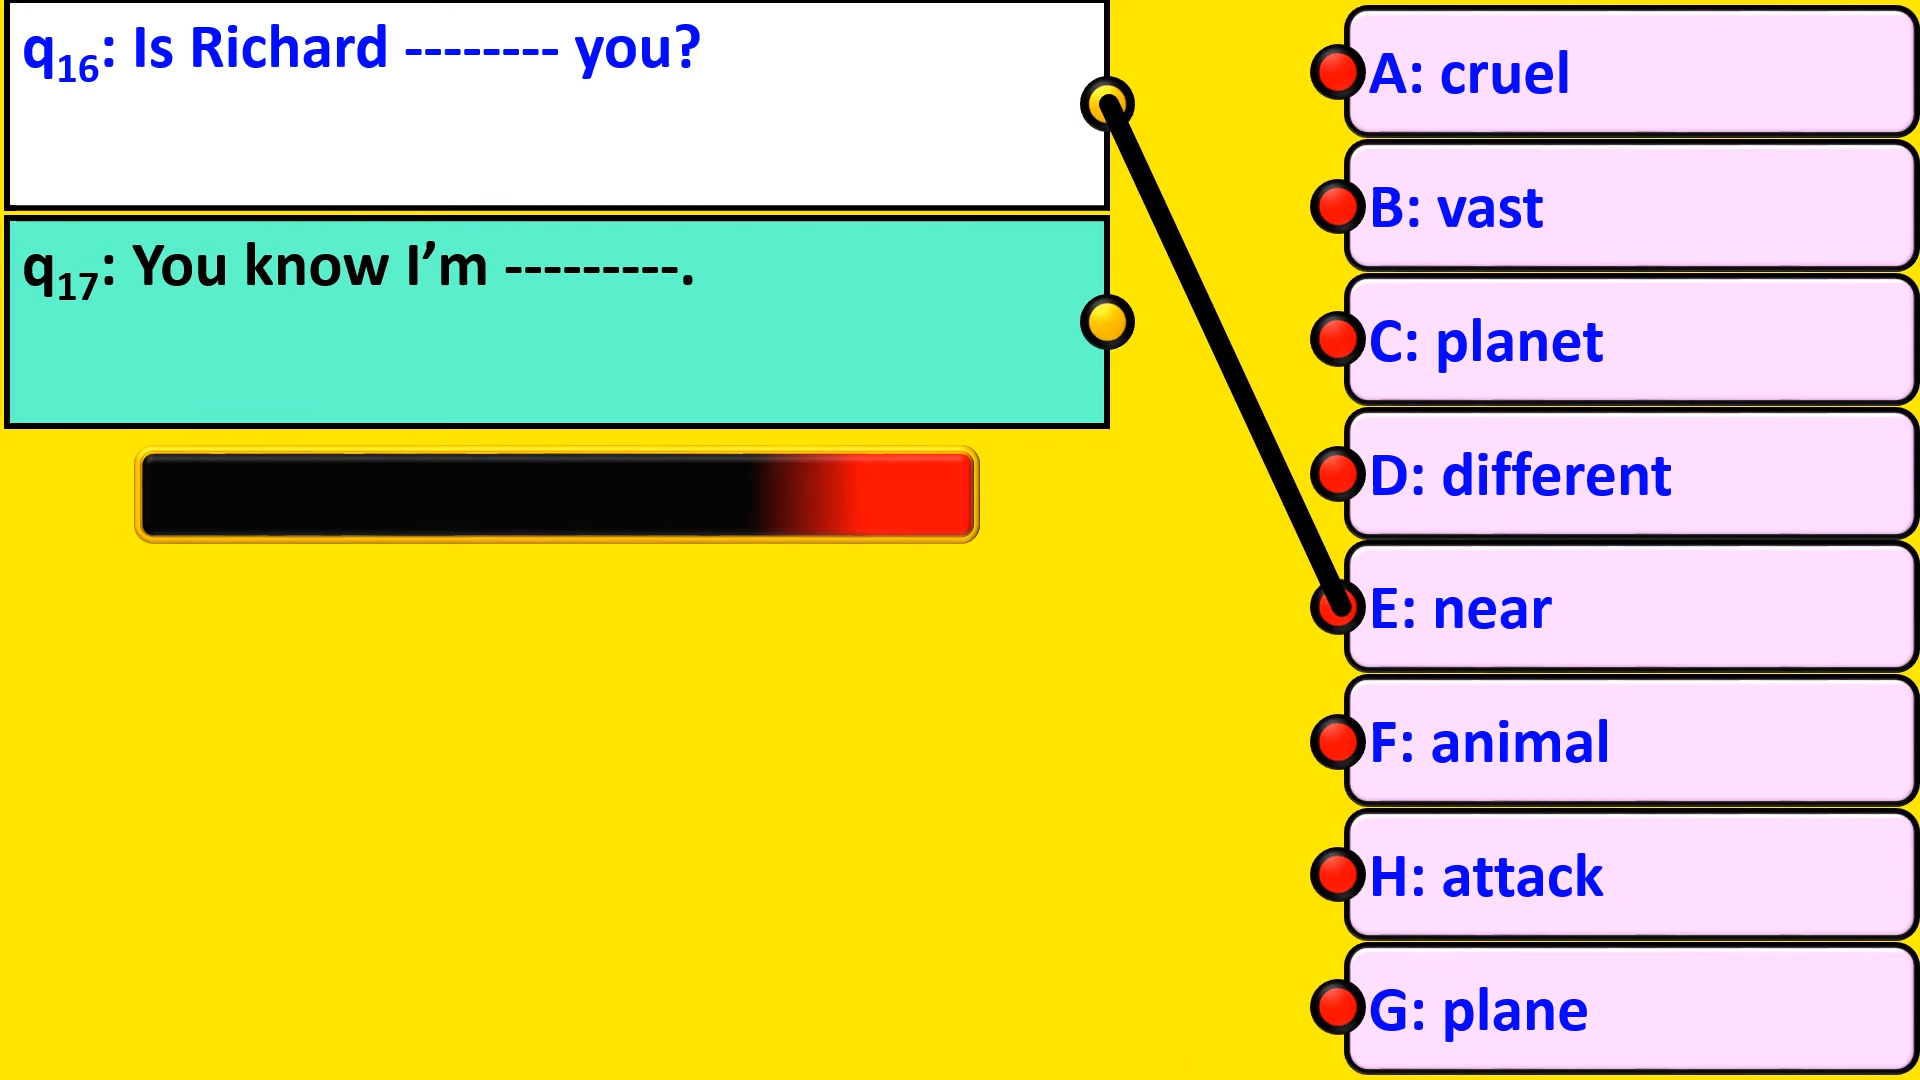 q16: Is Richard -------- you?
q17: You know I’m ---------.
A: cruel
B: vast
C: planet
D: different
E: near
F: animal
H: attack
G: plane